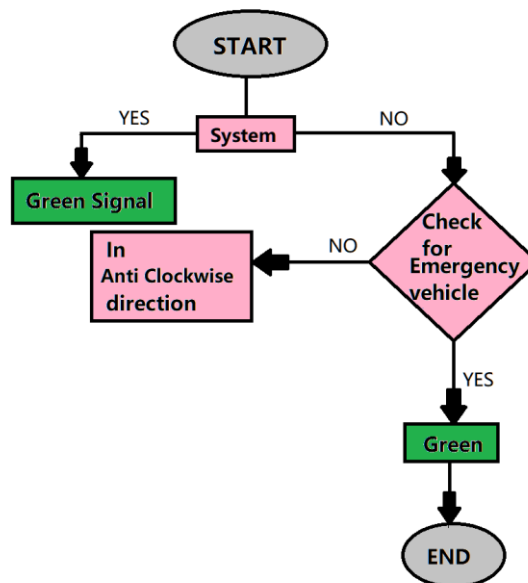 START
YES
System
NO
Green Signal
Check
for
Emergency
vehicle
In
Anti Clockwise
direction
NO
YES
Green
END